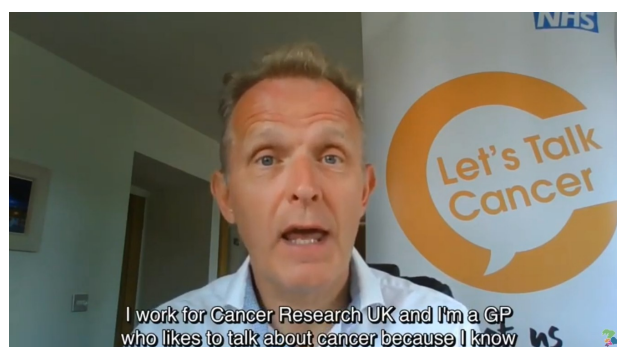 NHS
Let's Talk
Cancer
I work for Cancer Research UK and I'm a GP
who likes to talk about cancer because I know
us